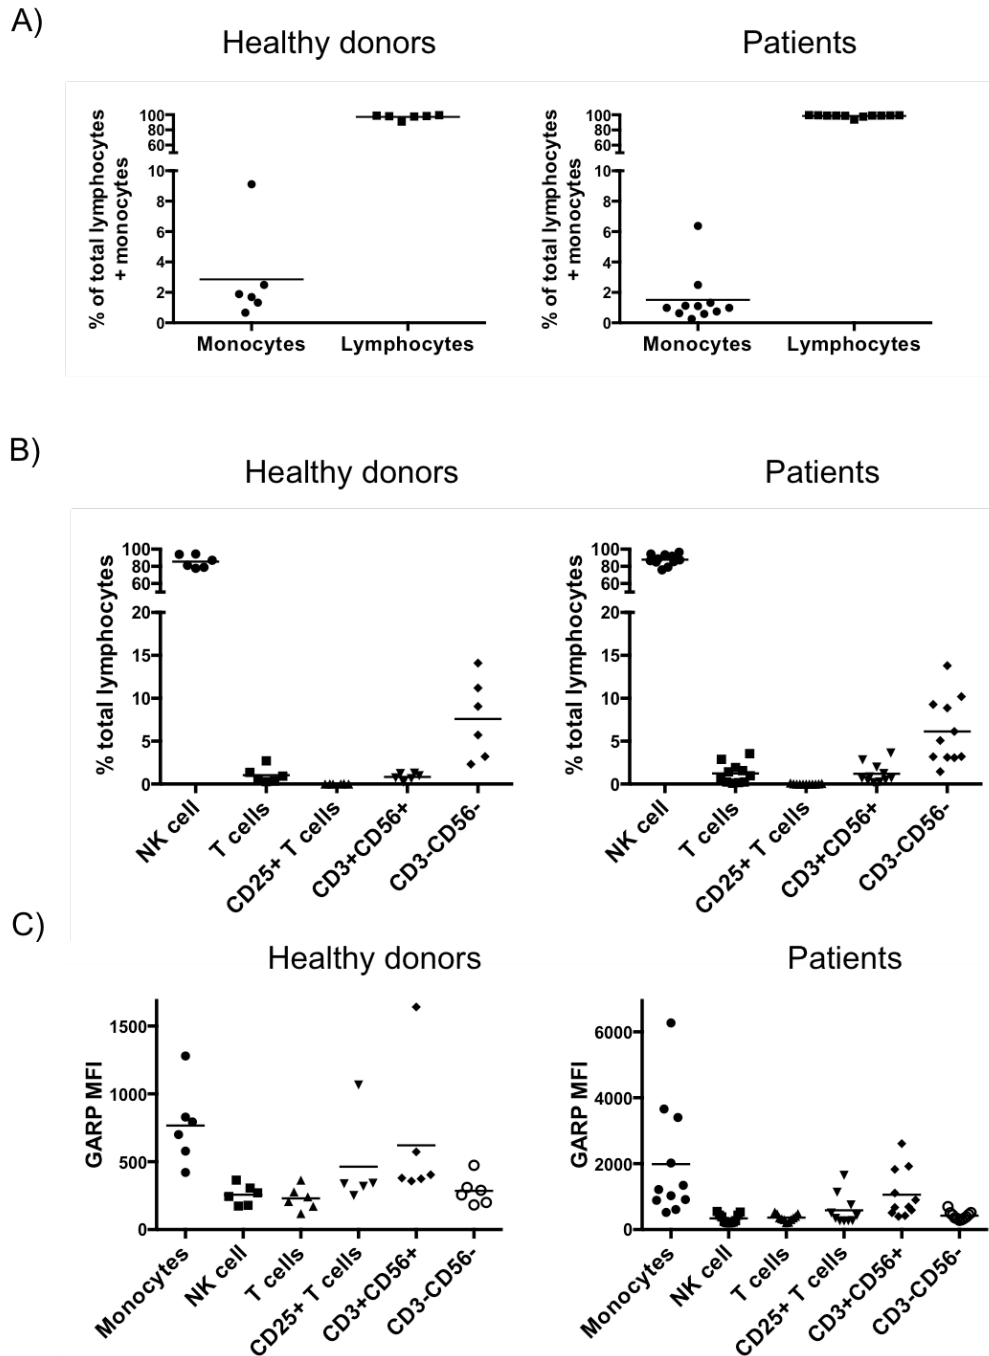 A)
Healthy donors
Patients
% of total lymphocytes
+ monocytes
100
80
60
10
8
6
4
2
0
Monocytes
Lymphocytes
% of total lymphocytes
+ monocytes
100
80
60
10
8
6
4
2
0
Monocytes
Lymphocytes
B)
Healthy donors
Patients
% total lymphocytes
100
80
60
20
15
10
5
0
NK cell
T cells
CD25+ T cells
CD3+CD56+
CD3-CD56-
% total lymphocytes
100
80
60
20
15
10
5
0
NK cell
T cells
CD25+ T cells
CD3+CD56+
CD3-CD56-
C)
Healthy donors
Patients
GARP MFI
1500
1000
500
0
Monocytes
NK cell
T cells
CD25+ T cells
CD3+CD56+
CD3-CD56-
GARP MFI
6000
4000
2000
0
Monocytes
NK cell
T cells
CD25+ T cells
CD3+CD56+
CD3-CD56-